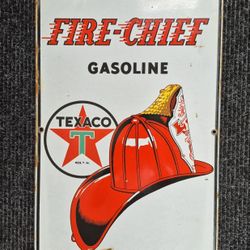 FIRE-CHIEF
GASOLINE
TEXACO
T